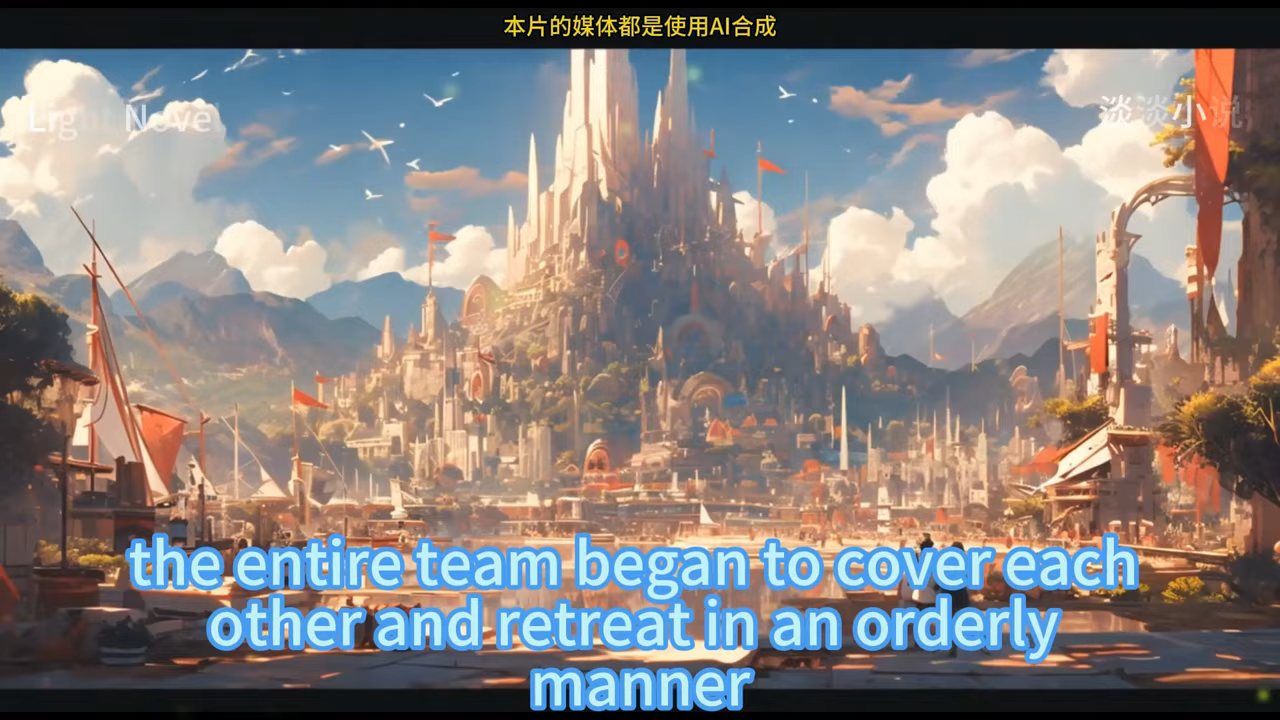 本片的媒体都是使用AI合成
Light Novel
淡淡小说
the entire team began to cover each
other and retreat in an orderly
manner